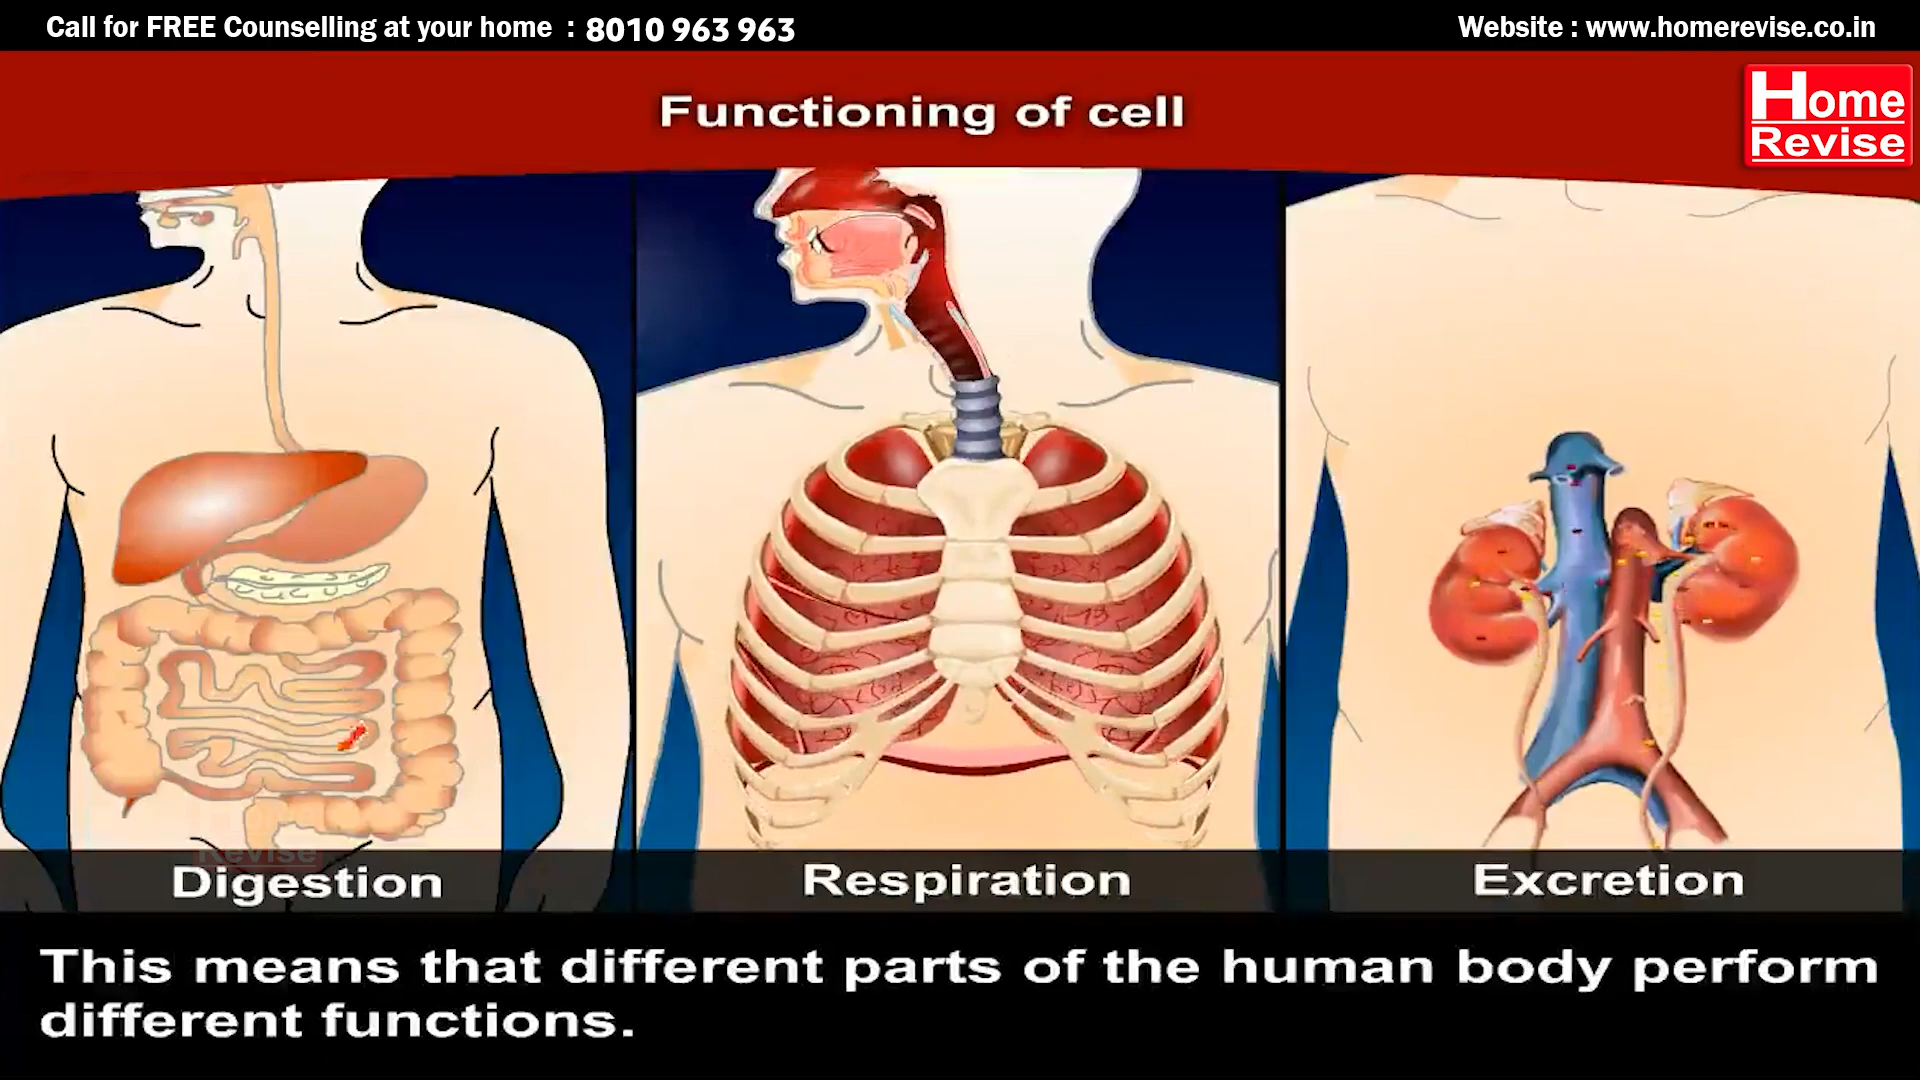 Call for FREE Counselling at your home : 8010 963 963
Website : www.homerevise.co.in
Functioning of cell
Home
Revise
Revise
Digestion
Respiration
Excretion
This means that different parts of the human body perform
different functions.